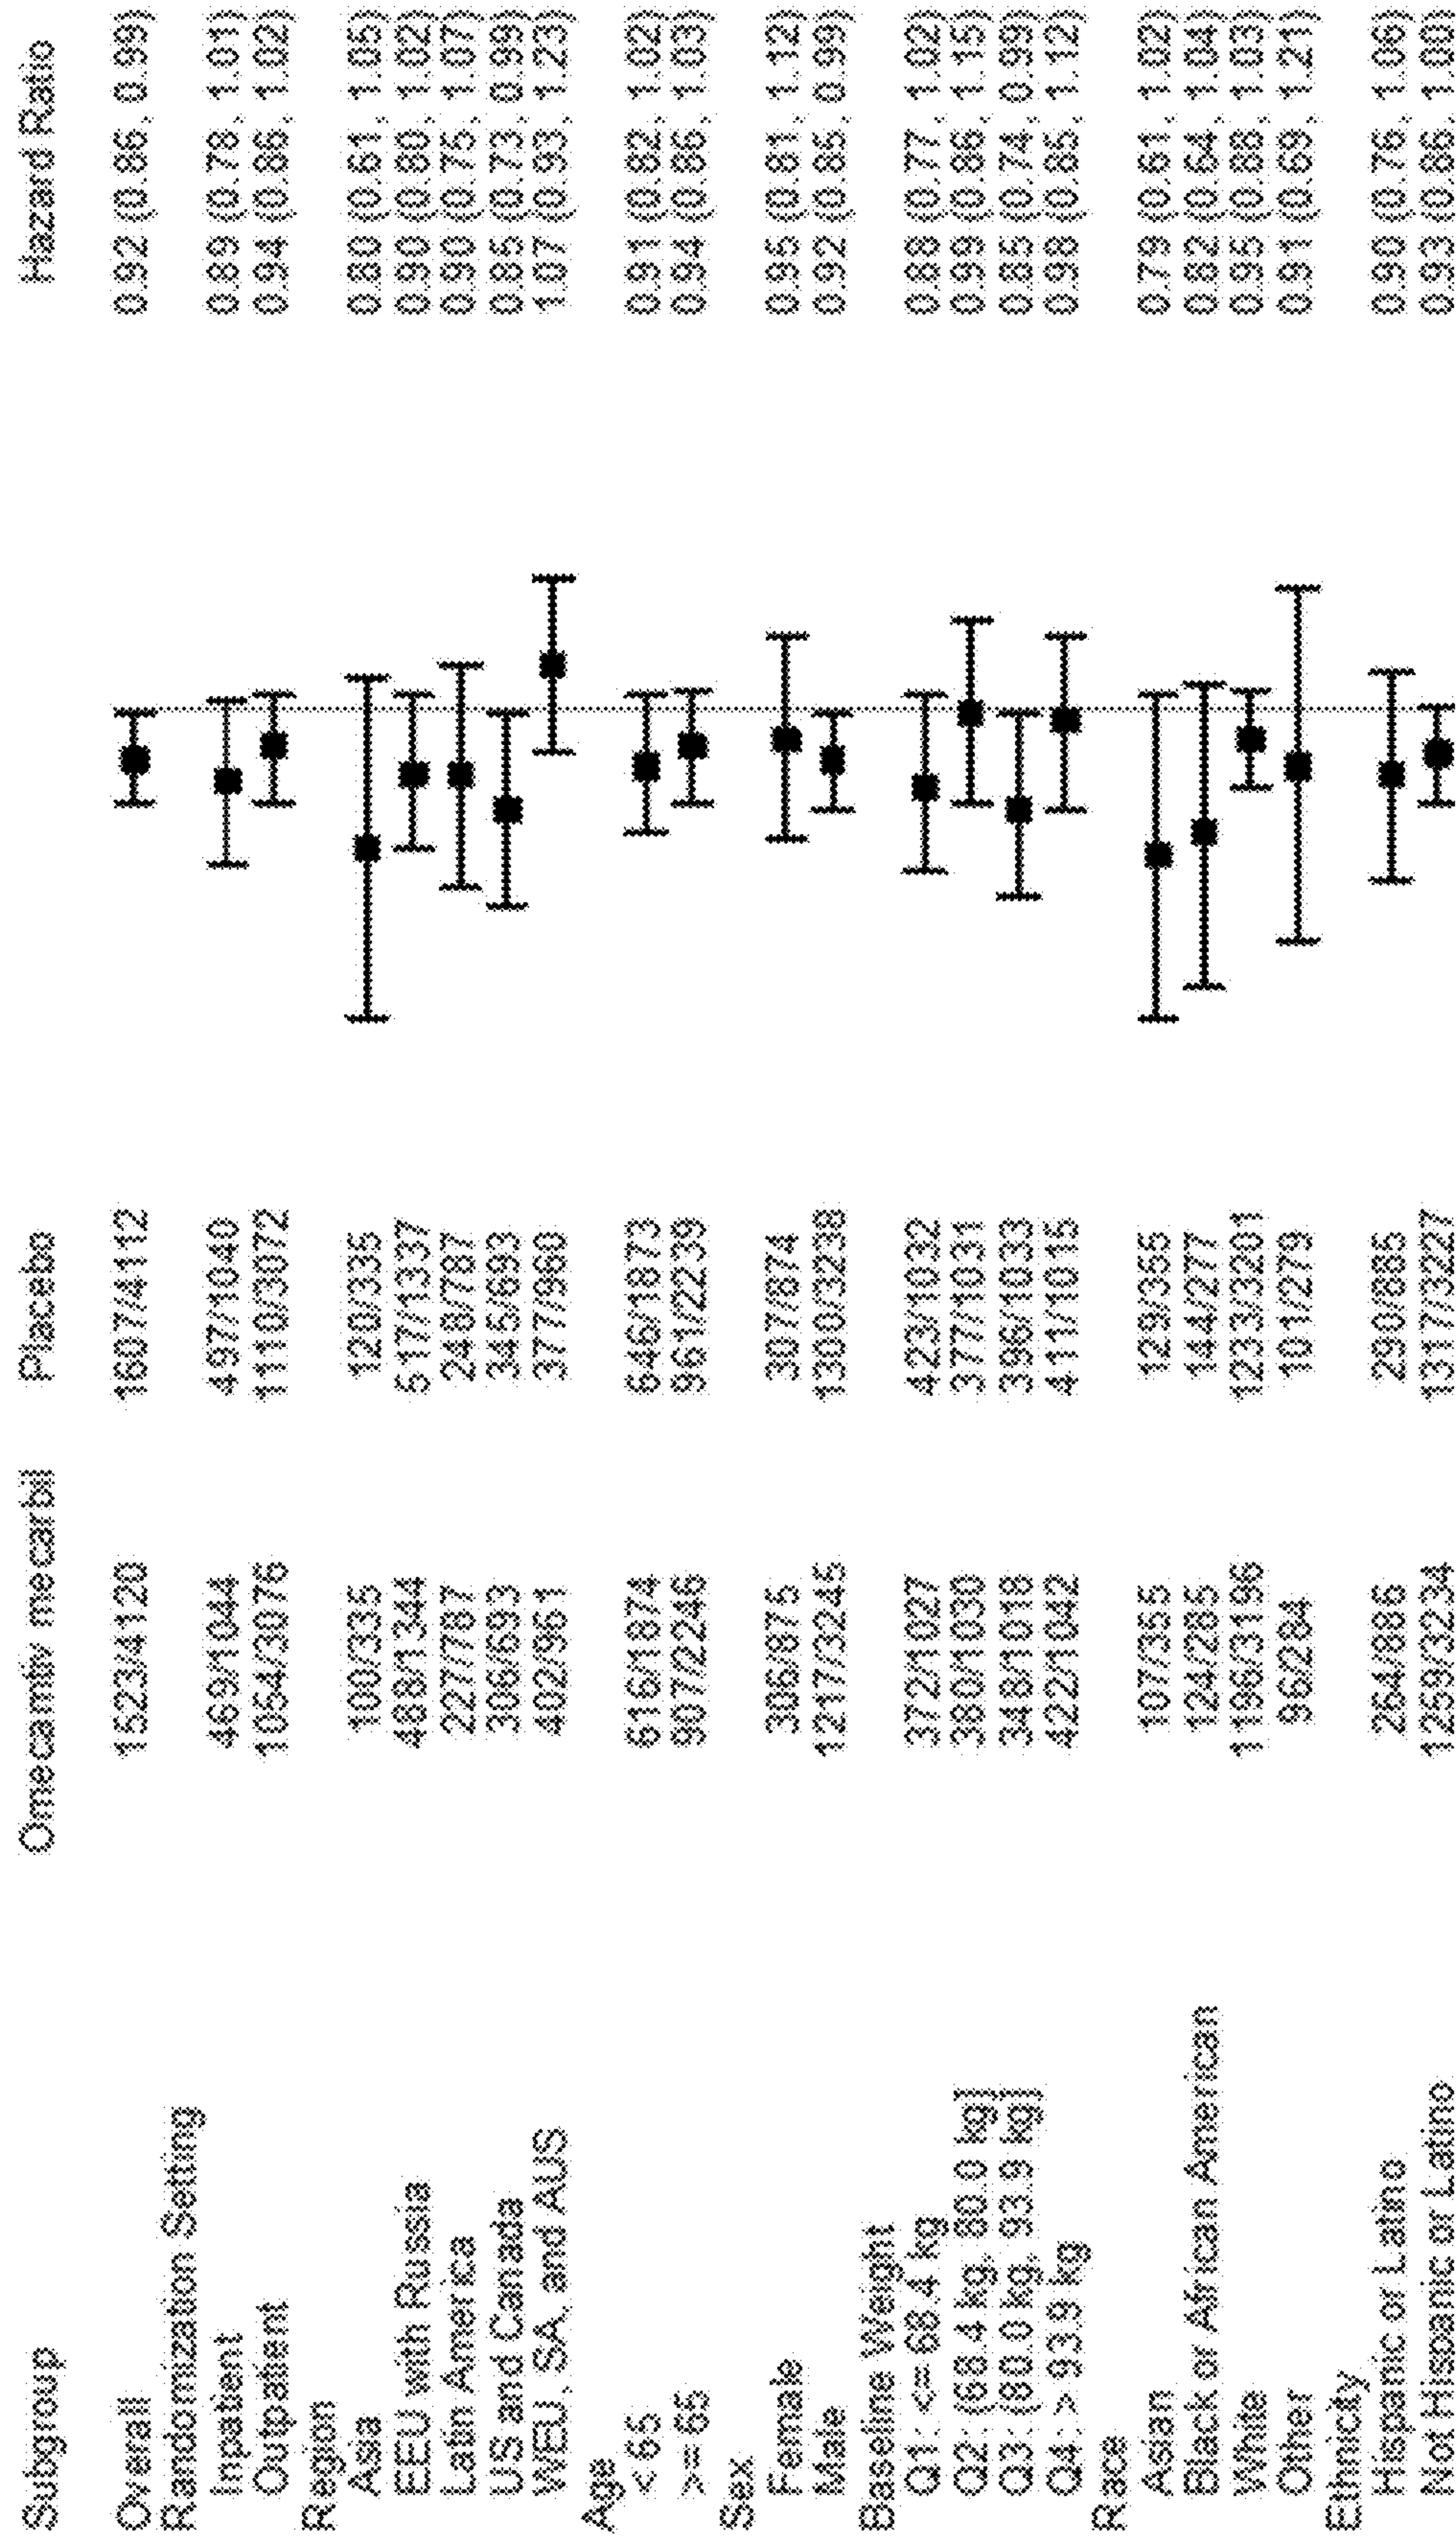 Subgroup Omecamtiv mecarbil Placebo Hazard Ratio
Overall 1523/4120 1607/4112 0.92 (0.86, 0.99)
Randomization Setting
Inpatient 469/1044 497/1040 0.89 (0.78, 1.01)
Outpatient 1054/3076 1110/3072 0.94 (0.86, 1.02)
Region
Asia 100/335 120/335 0.80 (0.61, 1.05)
EEU with Russia 488/1344 517/1337 0.90 (0.80, 1.02)
Latin America 227/787 248/787 0.90 (0.75, 1.07)
US and Canada 306/693 345/693 0.85 (0.73, 0.99)
WEU, SA, and AUS 402/961 377/960 1.07 (0.93, 1.23)
Age
< 65 616/1874 646/1873 0.91 (0.82, 1.02)
>= 65 907/2246 961/2239 0.94 (0.86, 1.03)
Sex
Female 306/875 307/874 0.95 (0.81, 1.12)
Male 1217/3245 1300/3238 0.92 (0.85, 0.99)
Baseline Weight
Q1: <= 68.4 kg 372/1027 423/1032 0.88 (0.77, 1.02)
Q2: (68.4 kg, 80.0 kg] 380/1030 377/1031 0.99 (0.86, 1.15)
Q3: (80.0 kg, 93.9 kg] 348/1018 396/1033 0.85 (0.74, 0.99)
Q4: > 93.9 kg 422/1042 411/1015 0.98 (0.85, 1.12)
Race
Asian 107/355 129/355 0.79 (0.61, 1.02)
Black or African American 124/285 144/277 0.82 (0.64, 1.04)
White 1196/3196 1233/3201 0.95 (0.88, 1.03)
Other 96/284 101/279 0.91 (0.69, 1.21)
Ethnicity
Hispanic or Latino 264/886 290/885 0.90 (0.76, 1.06)
Not Hispanic or Latino 1259/3234 1317/3227 0.93 (0.86, 1.00)